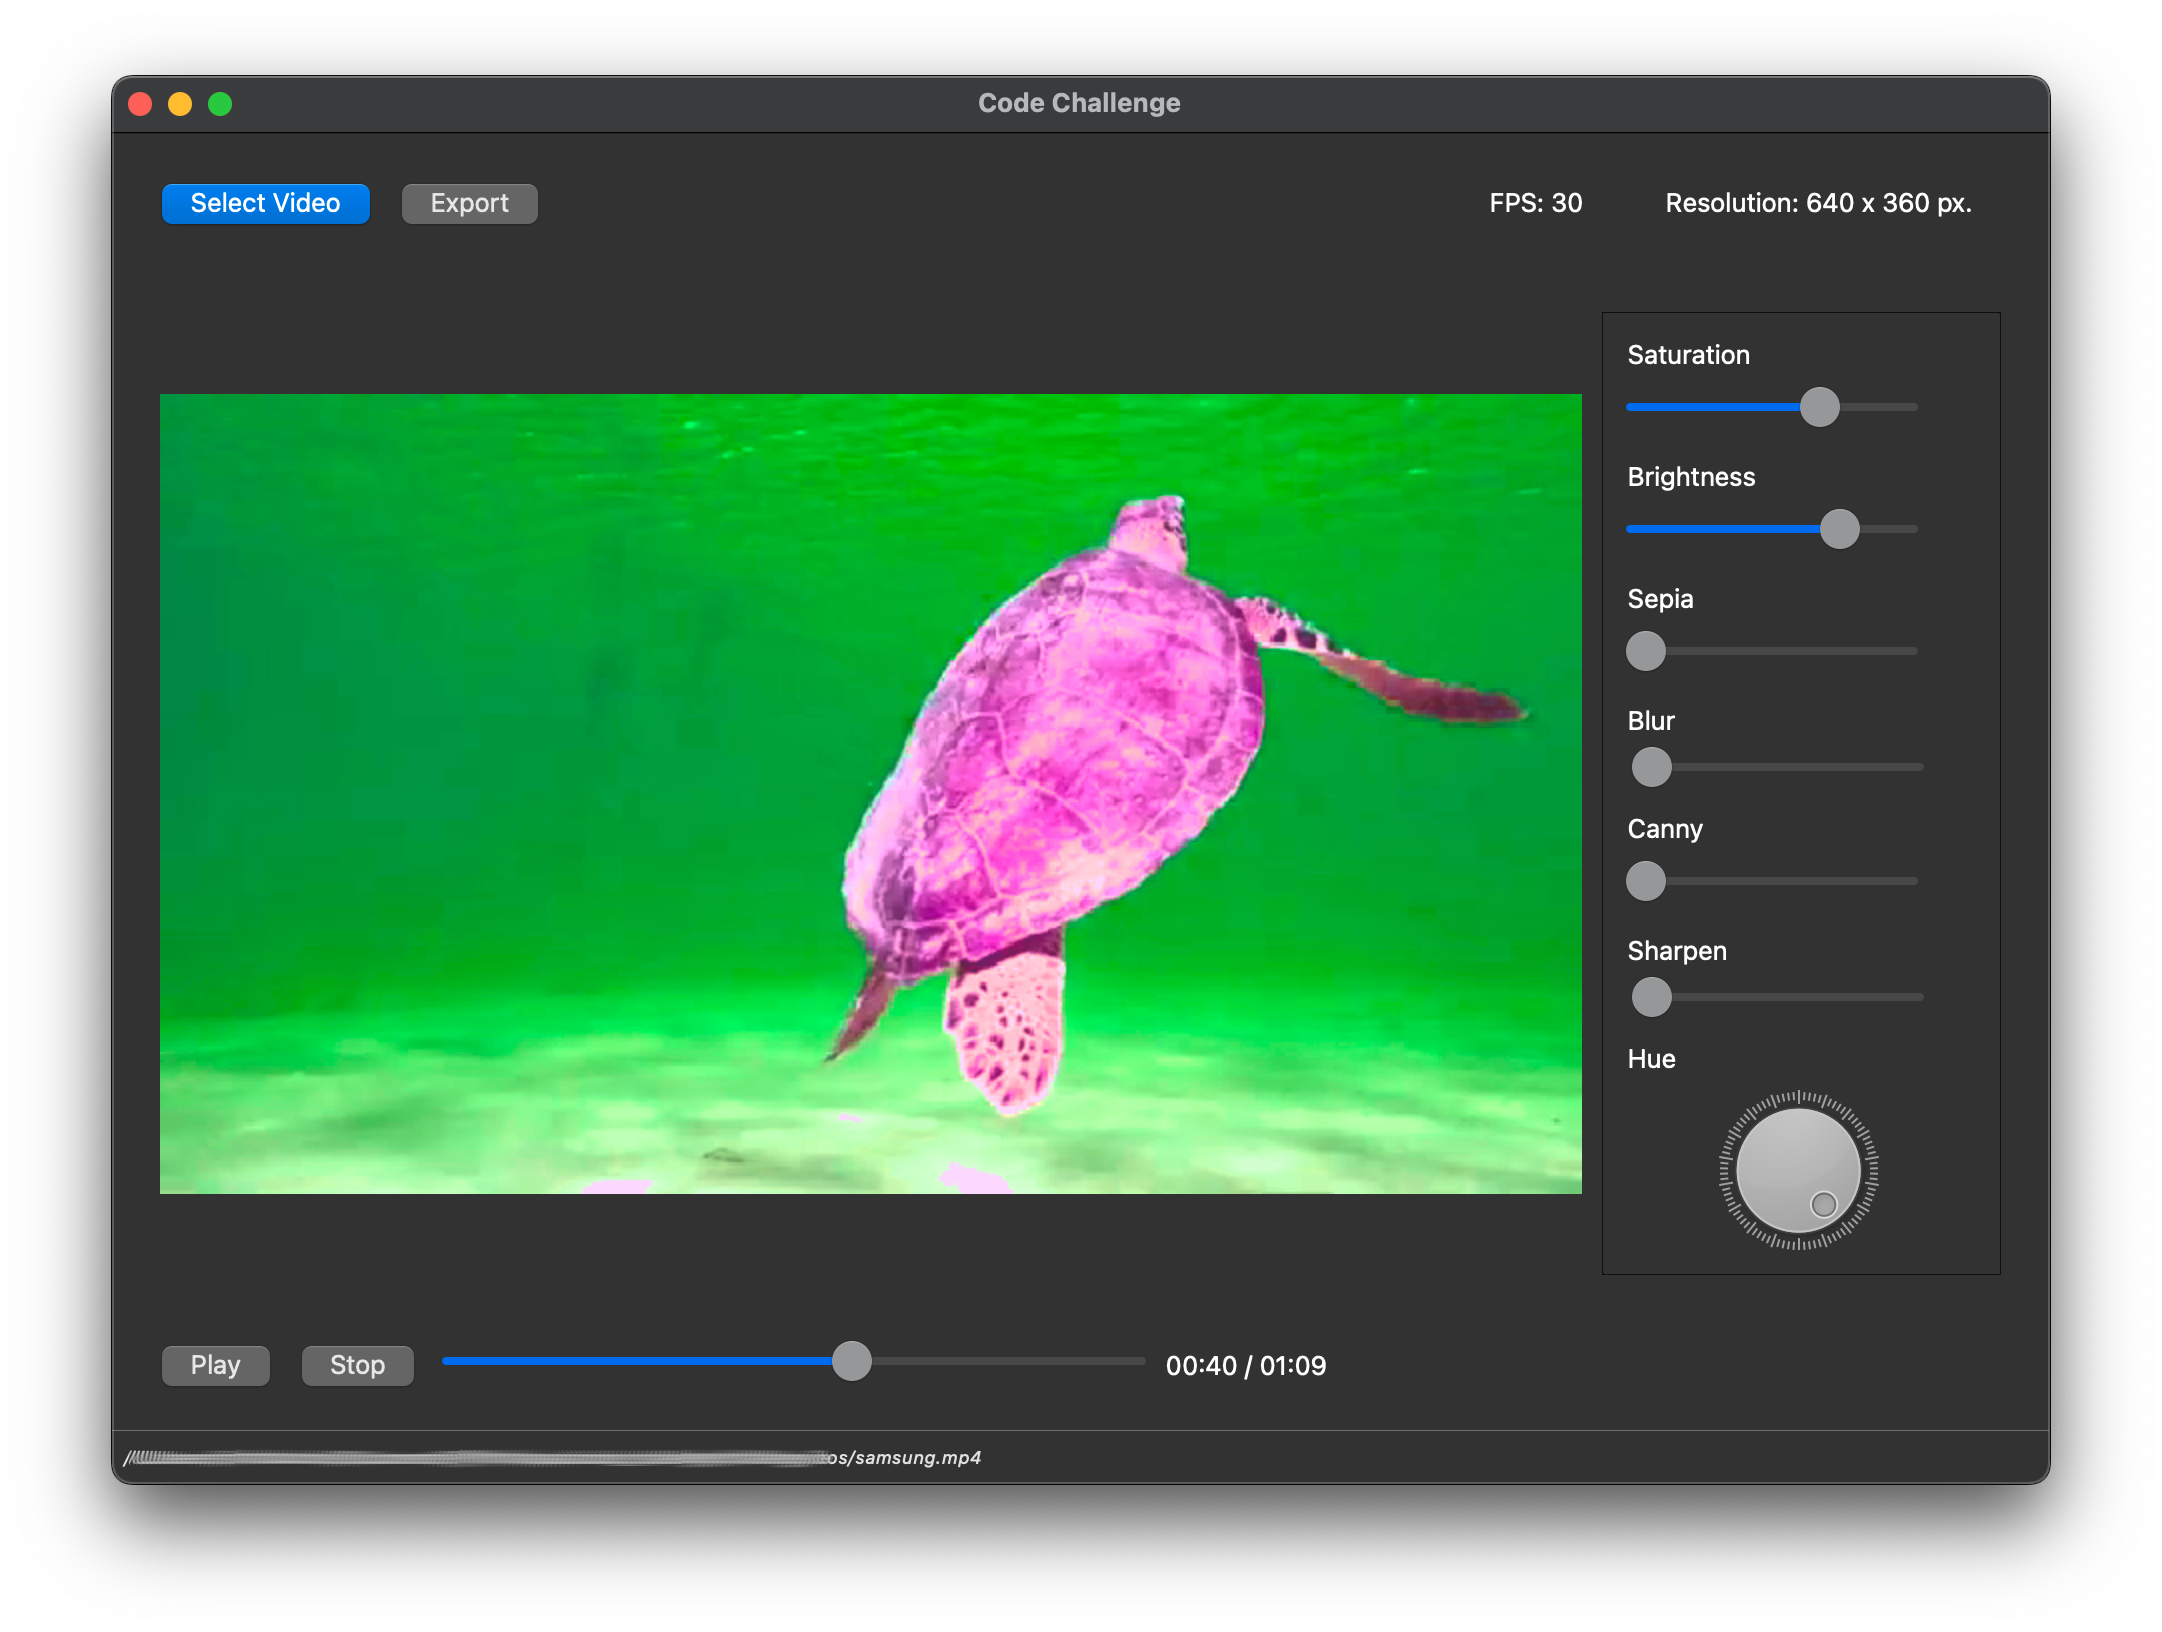 Code Challenge
Select Video Export FPS: 30 Resolution: 640 x 360 px.
Saturation
Brightness
Sepia
Blur
Canny
Sharpen
Hue
Play Stop 00:40 / 01:09
os/samsung.mp4